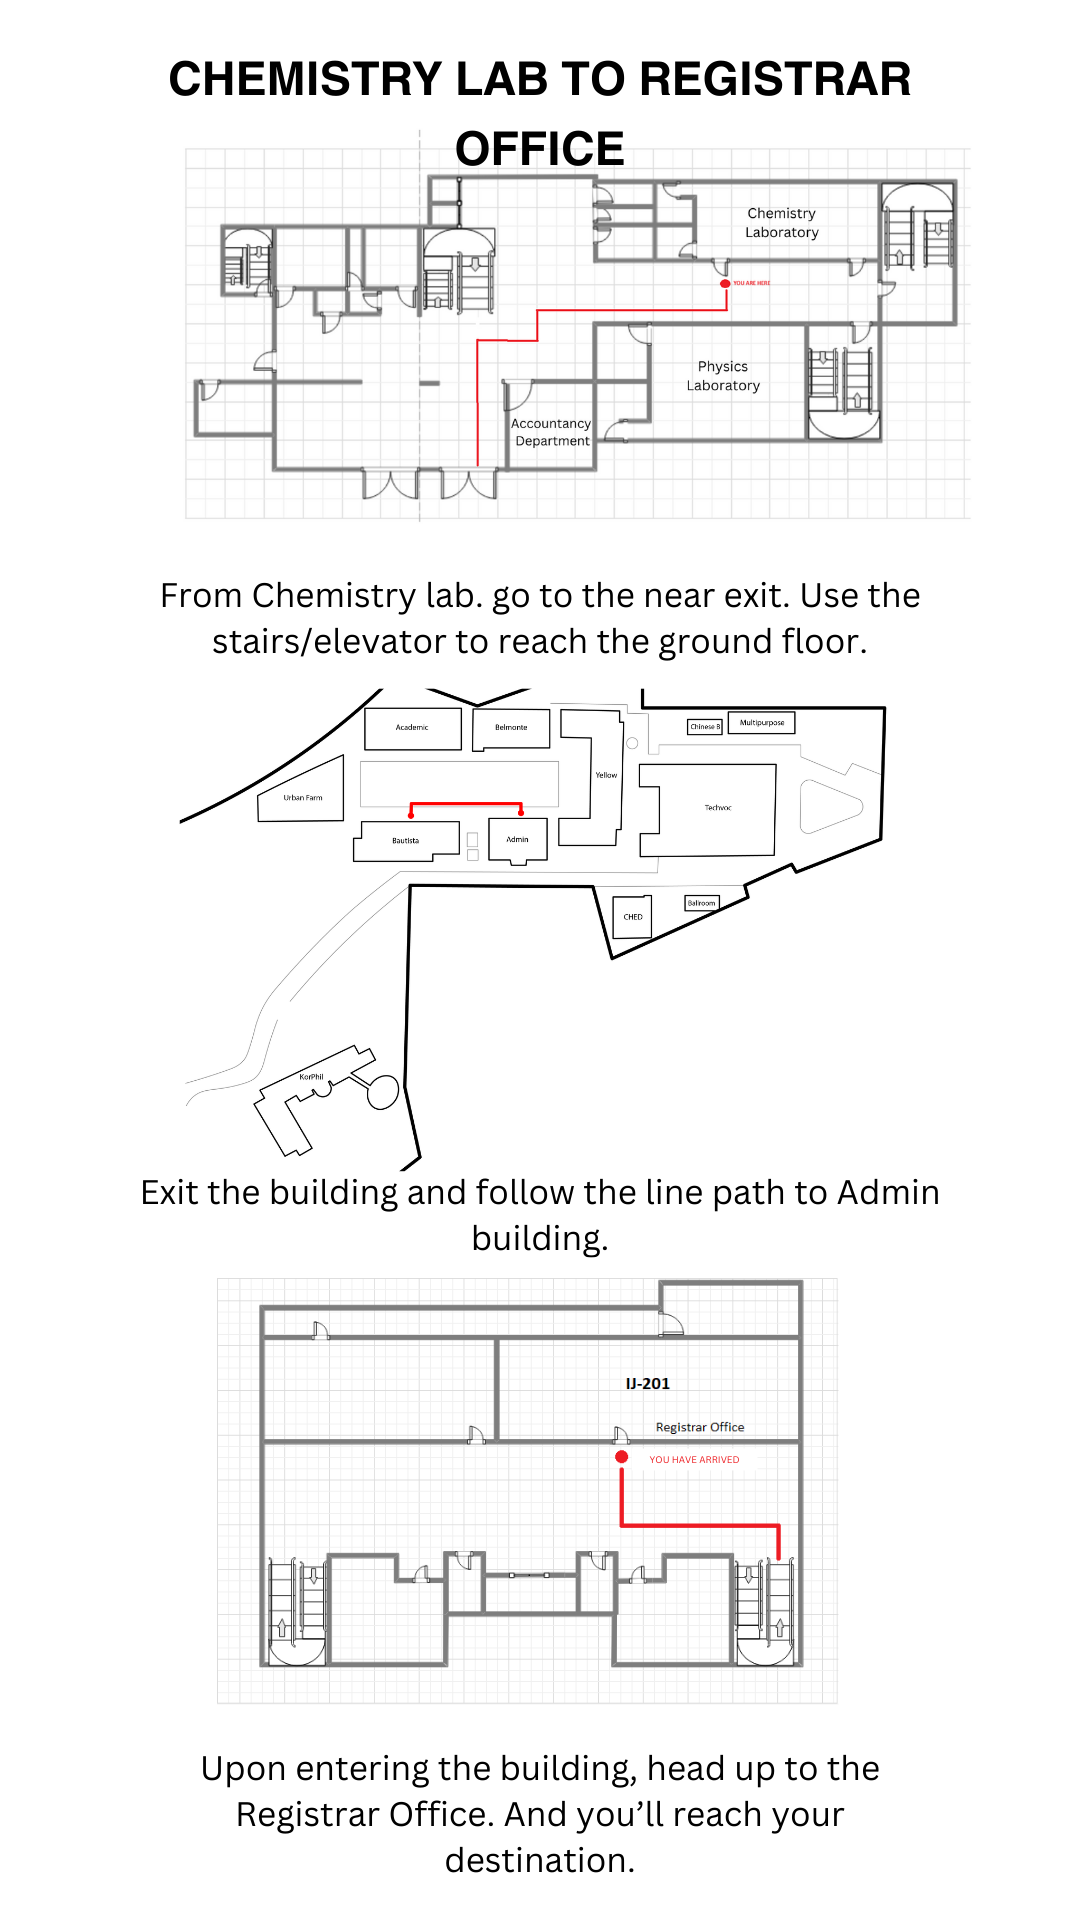 CHEMISTRY LAB TO REGISTRAR
OFFICE
Chemistry
Laboratory
YOU ARE HERE
Physics
Laboratory
Accountancy
Department
From Chemistry lab. go to the near exit. Use the
stairs/elevator to reach the ground floor.
Academic
Belmonte
Chinese B
Multipurpose
Yellow
Urban Farm
Techvoc
Bautista
Admin
CHED
Ballroom
KorPhil
Exit the building and follow the line path to Admin
building.
IJ-201
Registrar Office
YOU HAVE ARRIVED
Upon entering the building, head up to the
Registrar Office. And you’ll reach your
destination.